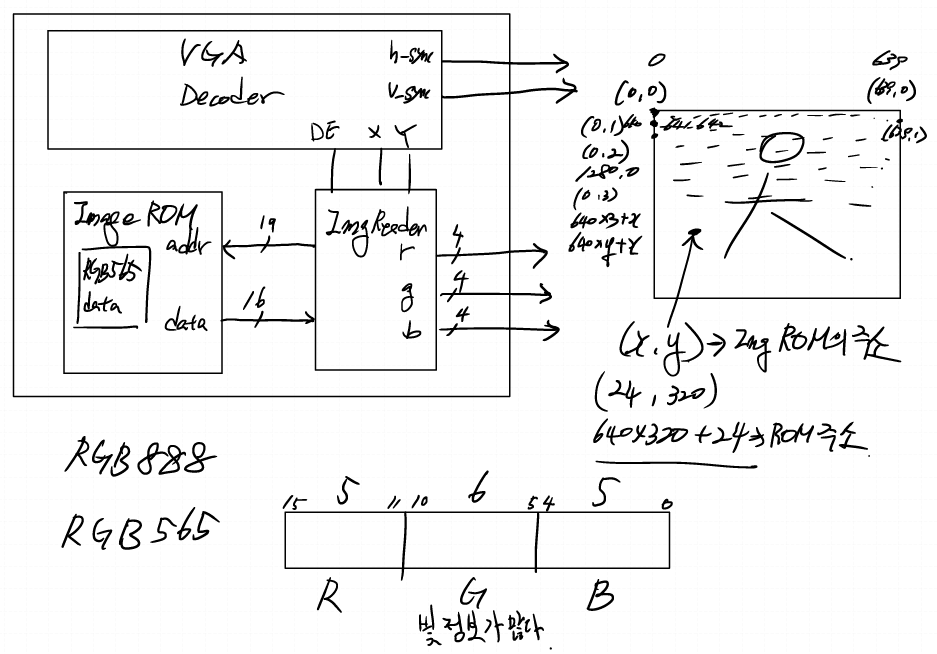 VGA
Decoder
h-sync
v-sync
DE X Y
Image ROM
RGB565
data
addr
data
19
16
ImgReader
r
g
b
4
4
4
0
639
(0,0)
(639,0)
(0,1) 640
641, 642
(639,1)
(0,2)
1280,0
(0,3)
640×3+x
640×y+x
(x,y) → Img ROM의 주소
(24, 320)
640×320+24 → ROM 주소
RGB888
RGB565
5 6 5
15 11 10 5 4 0
R G B
빛 정보가 많다.